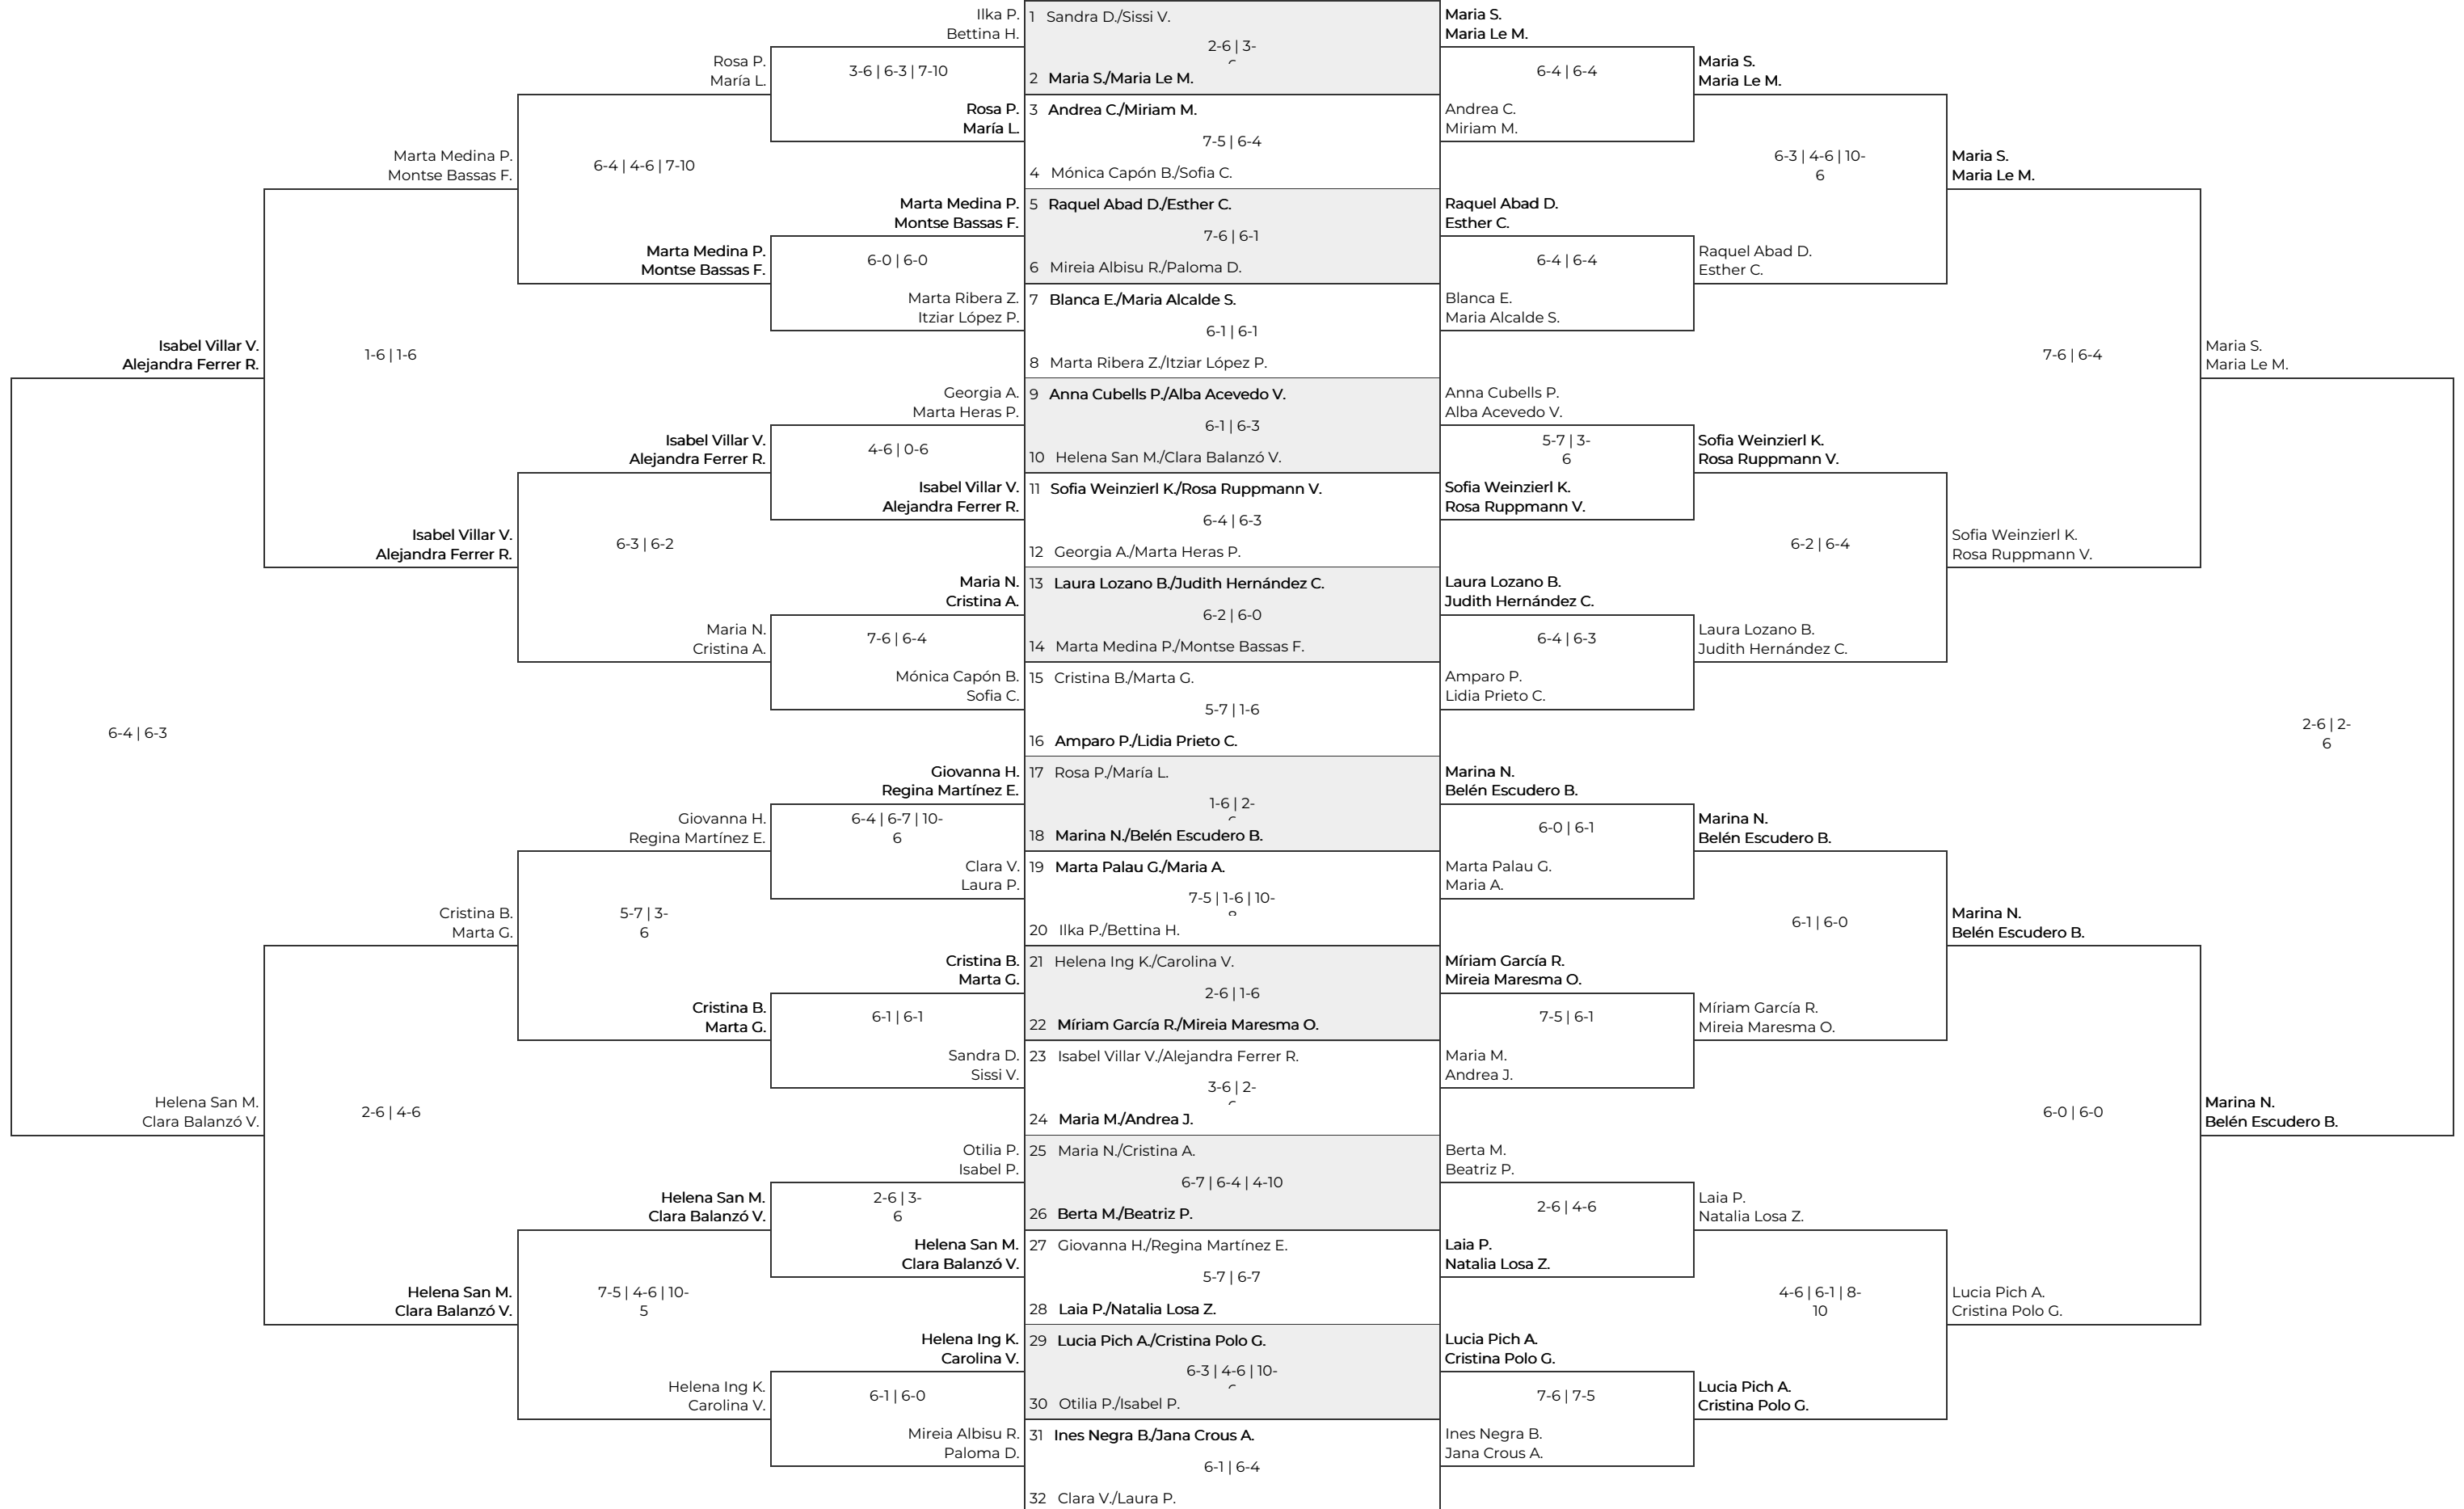 Isabel Villar V.
Alejandra Ferrer R.
6-4 | 6-3
Helena San M.
Clara Balanzó V.
Marta Medina P.
Montse Bassas F.
1-6 | 1-6
Isabel Villar V.
Alejandra Ferrer R.
Cristina B.
Marta G.
2-6 | 4-6
Helena San M.
Clara Balanzó V.
Rosa P.
María L.
6-4 | 4-6 | 7-10
Marta Medina P.
Montse Bassas F.
Isabel Villar V.
Alejandra Ferrer R.
6-3 | 6-2
Maria N.
Cristina A.
Giovanna H.
Regina Martínez E.
5-7 | 3-
6
Cristina B.
Marta G.
Helena San M.
Clara Balanzó V.
7-5 | 4-6 | 10-
5
Helena Ing K.
Carolina V.
Ilka P.
Bettina H.
3-6 | 6-3 | 7-10
Rosa P.
María L.
Marta Medina P.
Montse Bassas F.
6-0 | 6-0
Marta Ribera Z.
Itziar López P.
Georgia A.
Marta Heras P.
4-6 | 0-6
Isabel Villar V.
Alejandra Ferrer R.
Maria N.
Cristina A.
7-6 | 6-4
Mónica Capón B.
Sofia C.
Giovanna H.
Regina Martínez E.
6-4 | 6-7 | 10-
6
Clara V.
Laura P.
Cristina B.
Marta G.
6-1 | 6-1
Sandra D.
Sissi V.
Otilia P.
Isabel P.
2-6 | 3-
6
Helena San M.
Clara Balanzó V.
Helena Ing K.
Carolina V.
6-1 | 6-0
Mireia Albisu R.
Paloma D.
1 Sandra D./Sissi V.
2-6 | 3-
2 Maria S./Maria Le M.
3 Andrea C./Miriam M.
7-5 | 6-4
4 Mónica Capón B./Sofia C.
5 Raquel Abad D./Esther C.
7-6 | 6-1
6 Mireia Albisu R./Paloma D.
7 Blanca E./Maria Alcalde S.
6-1 | 6-1
8 Marta Ribera Z./Itziar López P.
9 Anna Cubells P./Alba Acevedo V.
6-1 | 6-3
10 Helena San M./Clara Balanzó V.
11 Sofia Weinzierl K./Rosa Ruppmann V.
6-4 | 6-3
12 Georgia A./Marta Heras P.
13 Laura Lozano B./Judith Hernández C.
6-2 | 6-0
14 Marta Medina P./Montse Bassas F.
15 Cristina B./Marta G.
5-7 | 1-6
16 Amparo P./Lidia Prieto C.
17 Rosa P./María L.
1-6 | 2-
18 Marina N./Belén Escudero B.
19 Marta Palau G./Maria A.
7-5 | 1-6 | 10-
20 Ilka P./Bettina H.
21 Helena Ing K./Carolina V.
2-6 | 1-6
22 Míriam García R./Mireia Maresma O.
23 Isabel Villar V./Alejandra Ferrer R.
3-6 | 2-
24 Maria M./Andrea J.
25 Maria N./Cristina A.
6-7 | 6-4 | 4-10
26 Berta M./Beatriz P.
27 Giovanna H./Regina Martínez E.
5-7 | 6-7
28 Laia P./Natalia Losa Z.
29 Lucia Pich A./Cristina Polo G.
6-3 | 4-6 | 10-
30 Otilia P./Isabel P.
31 Ines Negra B./Jana Crous A.
6-1 | 6-4
32 Clara V./Laura P.
Maria S.
Maria Le M.
6-4 | 6-4
Andrea C.
Miriam M.
Raquel Abad D.
Esther C.
6-4 | 6-4
Blanca E.
Maria Alcalde S.
Anna Cubells P.
Alba Acevedo V.
5-7 | 3-
6
Sofia Weinzierl K.
Rosa Ruppmann V.
Laura Lozano B.
Judith Hernández C.
6-4 | 6-3
Amparo P.
Lidia Prieto C.
Marina N.
Belén Escudero B.
6-0 | 6-1
Marta Palau G.
Maria A.
Míriam García R.
Mireia Maresma O.
7-5 | 6-1
Maria M.
Andrea J.
Berta M.
Beatriz P.
2-6 | 4-6
Laia P.
Natalia Losa Z.
Lucia Pich A.
Cristina Polo G.
7-6 | 7-5
Ines Negra B.
Jana Crous A.
Maria S.
Maria Le M.
6-3 | 4-6 | 10-
6
Raquel Abad D.
Esther C.
Sofia Weinzierl K.
Rosa Ruppmann V.
6-2 | 6-4
Laura Lozano B.
Judith Hernández C.
Marina N.
Belén Escudero B.
6-1 | 6-0
Míriam García R.
Mireia Maresma O.
Laia P.
Natalia Losa Z.
4-6 | 6-1 | 8-
10
Lucia Pich A.
Cristina Polo G.
Maria S.
Maria Le M.
7-6 | 6-4
Sofia Weinzierl K.
Rosa Ruppmann V.
Marina N.
Belén Escudero B.
6-0 | 6-0
Lucia Pich A.
Cristina Polo G.
Maria S.
Maria Le M.
2-6 | 2-
6
Marina N.
Belén Escudero B.